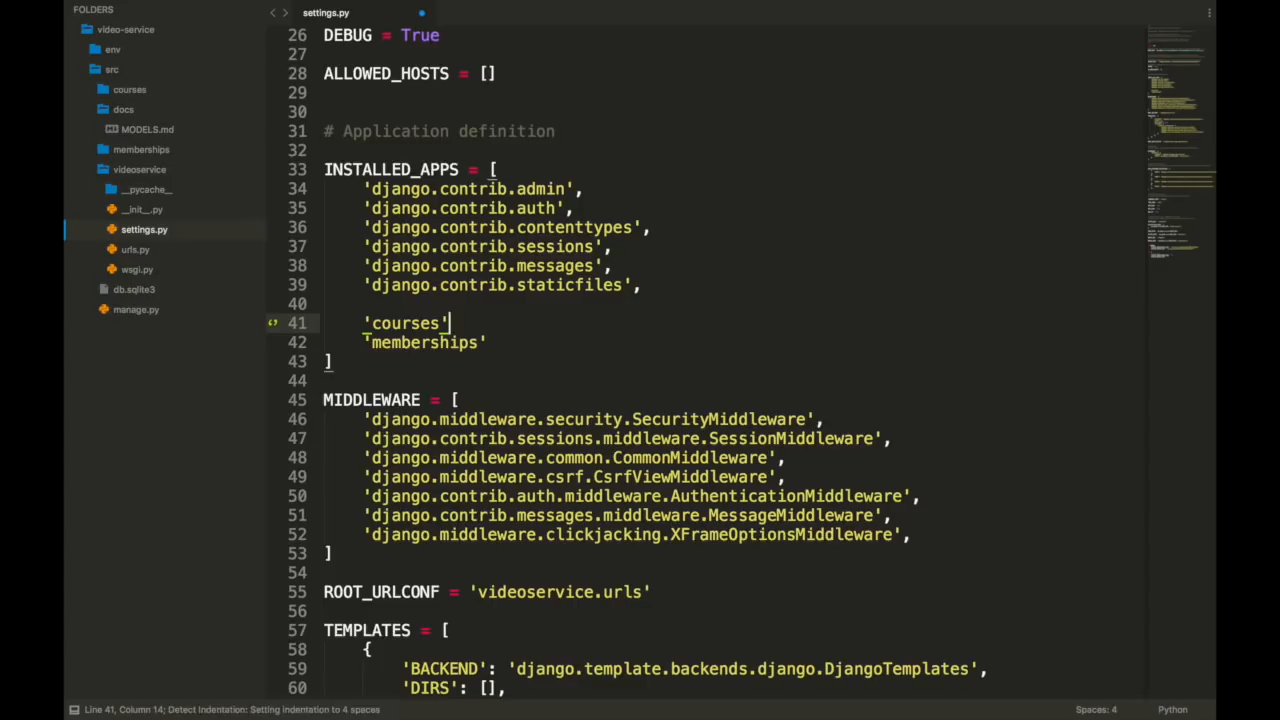 FOLDERS
video-service
env
src
courses
docs
MODELS.md
memberships
videoservice
__pycache__
__init__.py
settings.py
urls.py
wsgi.py
db.sqlite3
manage.py
settings.py
26 DEBUG = True
27
28 ALLOWED_HOSTS = []
29
30
31 # Application definition
32
33 INSTALLED_APPS = [
34     'django.contrib.admin',
35     'django.contrib.auth',
36     'django.contrib.contenttypes',
37     'django.contrib.sessions',
38     'django.contrib.messages',
39     'django.contrib.staticfiles',
40
41     'courses'
42     'memberships'
43 ]
44
45 MIDDLEWARE = [
46     'django.middleware.security.SecurityMiddleware',
47     'django.contrib.sessions.middleware.SessionMiddleware',
48     'django.middleware.common.CommonMiddleware',
49     'django.middleware.csrf.CsrfViewMiddleware',
50     'django.contrib.auth.middleware.AuthenticationMiddleware',
51     'django.contrib.messages.middleware.MessageMiddleware',
52     'django.middleware.clickjacking.XFrameOptionsMiddleware',
53 ]
54
55 ROOT_URLCONF = 'videoservice.urls'
56
57 TEMPLATES = [
58     {
59         'BACKEND': 'django.template.backends.django.DjangoTemplates',
60         'DIRS': [],
Line 41, Column 14; Detect Indentation: Setting indentation to 4 spaces
Spaces: 4
Python